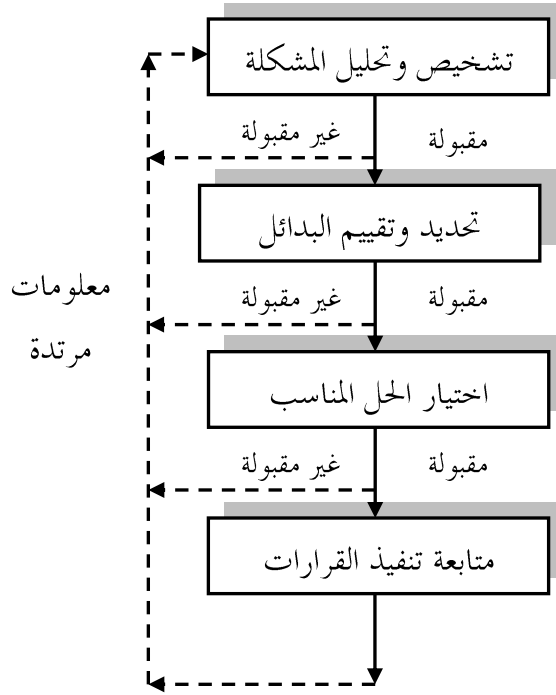 تشخيص وتحليل المشكلة
مقبولة
غير مقبولة
تحديد وتقييم البدائل
مقبولة
غير مقبولة
معلومات
مرتدة
اختيار الحل المناسب
مقبولة
غير مقبولة
متابعة تنفيذ القرارات